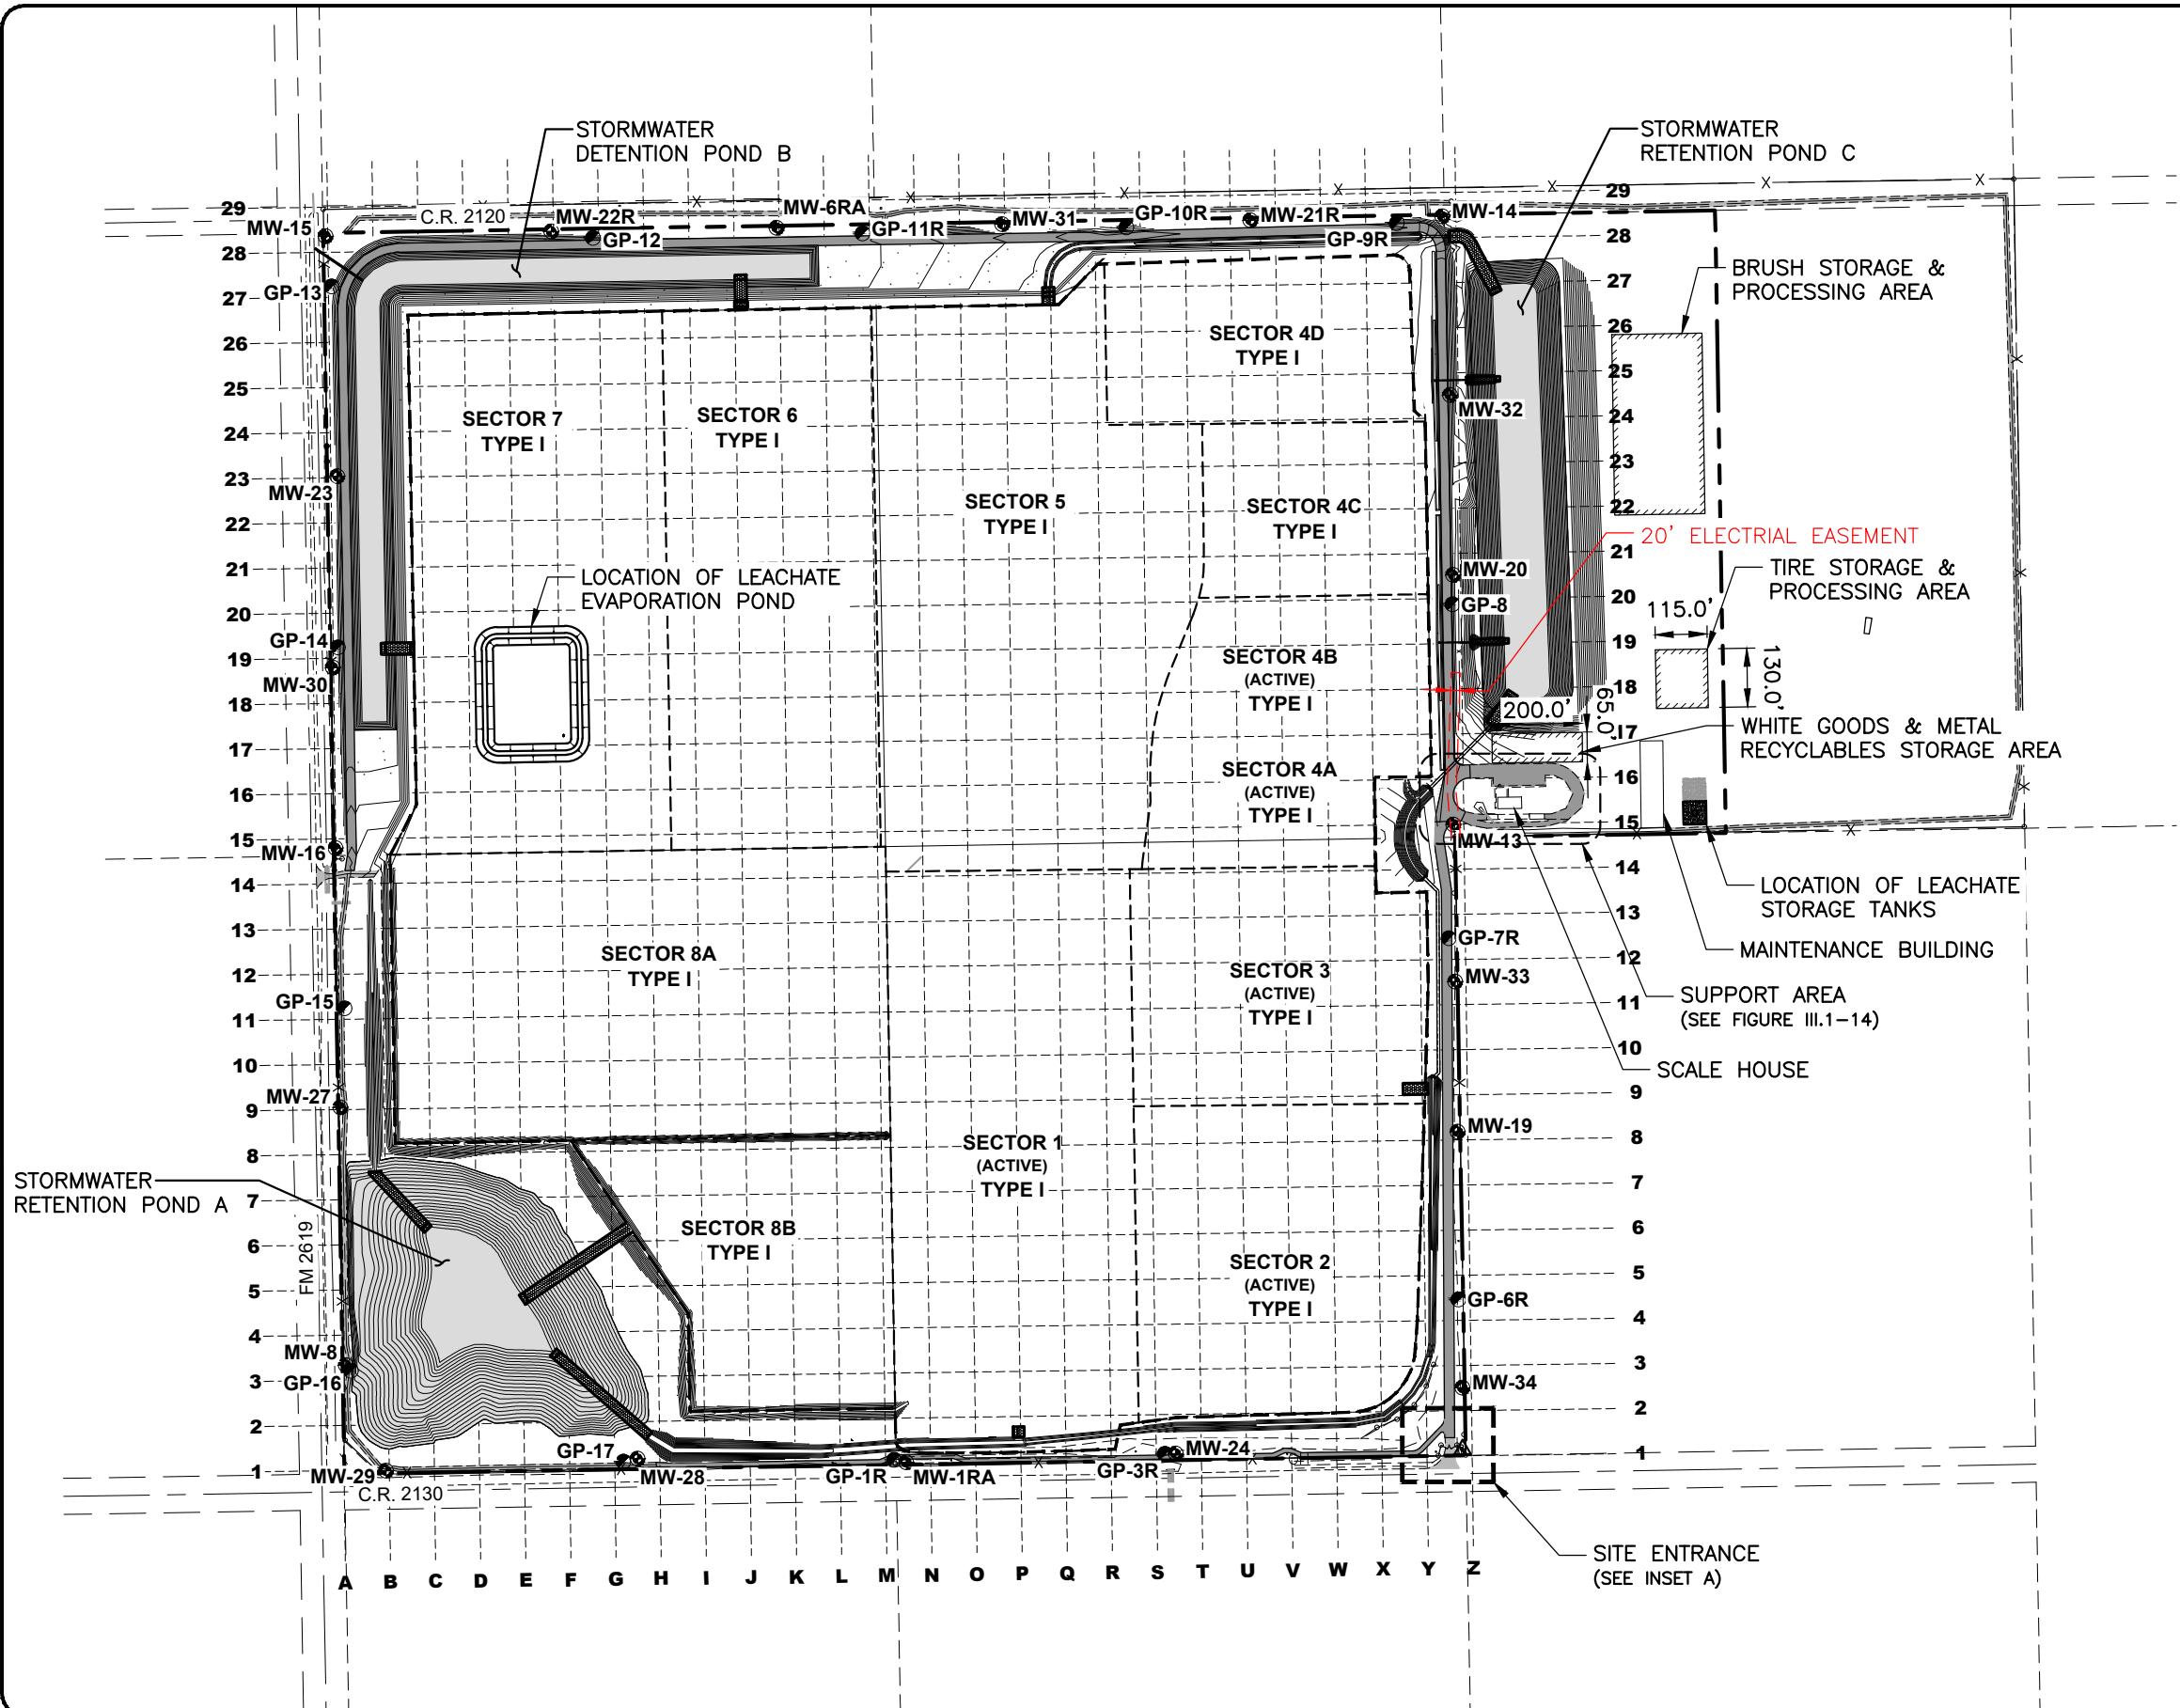 STORMWATER
DETENTION POND B
STORMWATER
RETENTION POND C
29
C.R. 2120
MW-22R
MW-6RA
MW-31
GP-10R
MW-21R
MW-14
29
MW-15
GP-12
GP-11R
GP-9R
28
28
BRUSH STORAGE &
PROCESSING AREA
GP-13
27
27
26
SECTOR 4D
TYPE I
26
25
25
SECTOR 7
TYPE I
SECTOR 6
TYPE I
MW-32
24
24
23
MW-23
23
SECTOR 5
TYPE I
SECTOR 4C
TYPE I
22
22
20' ELECTRIAL EASEMENT
21
21
LOCATION OF LEACHATE
EVAPORATION POND
MW-20
TIRE STORAGE &
PROCESSING AREA
20
GP-8
20
115.0'
GP-14
19
19
130.0'
MW-30
SECTOR 4B
(ACTIVE)
TYPE I
18
18
200.0'
65.0'
17
17
WHITE GOODS & METAL
RECYCLABLES STORAGE AREA
SECTOR 4A
(ACTIVE)
TYPE I
16
16
15
15
MW-16
MW-13
14
14
LOCATION OF LEACHATE
STORAGE TANKS
13
13
GP-7R
MAINTENANCE BUILDING
SECTOR 8A
TYPE I
12
12
SECTOR 3
(ACTIVE)
TYPE I
MW-33
GP-15
11
11
SUPPORT AREA
(SEE FIGURE III.1-14)
10
10
SCALE HOUSE
MW-27
9
9
MW-19
8
8
SECTOR 1
(ACTIVE)
TYPE I
STORMWATER
RETENTION POND A
7
7
FM 2619
6
6
SECTOR 8B
TYPE I
SECTOR 2
(ACTIVE)
TYPE I
5
5
GP-6R
4
4
MW-8
GP-16
3
3
MW-34
2
2
GP-17
MW-29
MW-28
GP-1R
MW-1RA
GP-3R
MW-24
1
1
C.R. 2130
SITE ENTRANCE
(SEE INSET A)
A B C D E F G H I J K L M N O P Q R S T U V W X Y Z